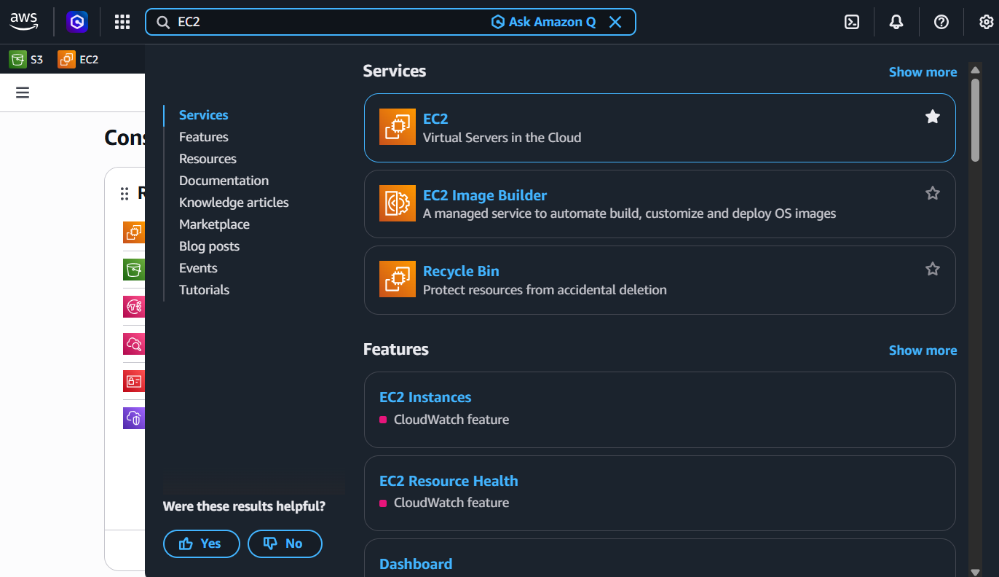 aws
EC2
Ask Amazon Q
S3
EC2
Cons
R
Services
Features
Resources
Documentation
Knowledge articles
Marketplace
Blog posts
Events
Tutorials
Were these results helpful?
Yes
No
Services
Show more
EC2
Virtual Servers in the Cloud
EC2 Image Builder
A managed service to automate build, customize and deploy OS images
Recycle Bin
Protect resources from accidental deletion
Features
Show more
EC2 Instances
CloudWatch feature
EC2 Resource Health
CloudWatch feature
Dashboard